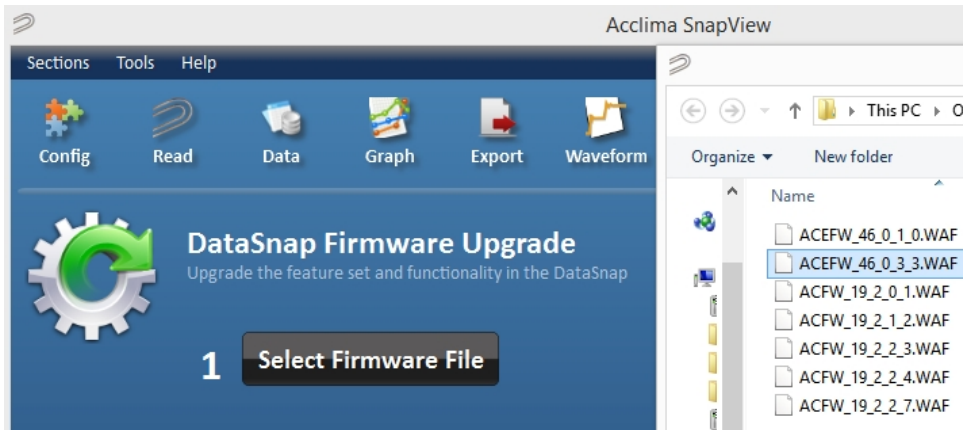 Acclima SnapView
Sections Tools Help
Config Read Data Graph Export Waveform
DataSnap Firmware Upgrade
Upgrade the feature set and functionality in the DataSnap
1 Select Firmware File
This PC
Organize New folder
Name
ACEFW_46_0_1_0.WAF
ACEFW_46_0_3_3.WAF
ACFW_19_2_0_1.WAF
ACFW_19_2_1_2.WAF
ACFW_19_2_2_3.WAF
ACFW_19_2_2_4.WAF
ACFW_19_2_2_7.WAF